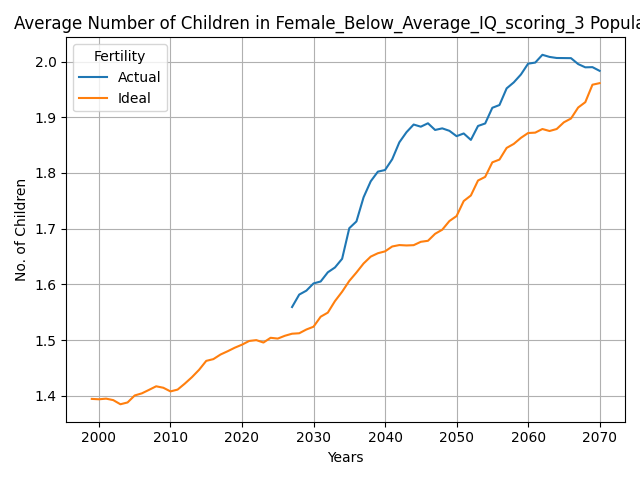 Average Number of Children in Female_Below_Average_IQ_scoring_3 Popula
Fertility
Actual
Ideal
No. of Children
2.0
1.9
1.8
1.7
1.6
1.5
1.4
2000 2010 2020 2030 2040 2050 2060 2070
Years